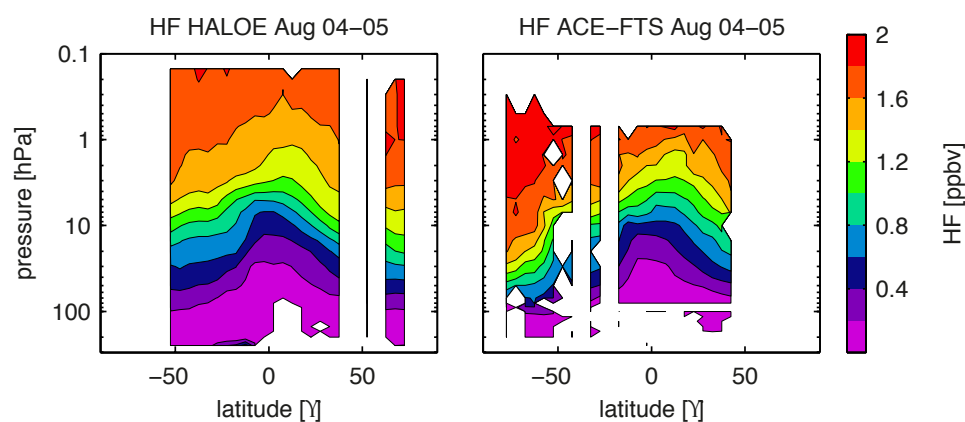 HF HALOE Aug 04−05
HF ACE−FTS Aug 04−05
0.1
1
10
100
pressure [hPa]
−50
0
50
latitude [ϒ]
−50
0
50
latitude [ϒ]
2
1.6
1.2
0.8
0.4
HF [ppbv]